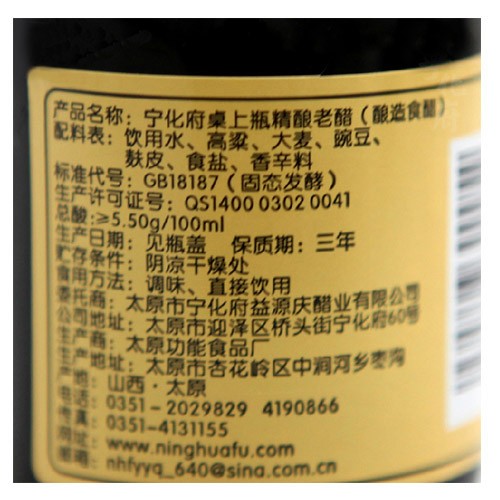 产品名称：宁化府桌上瓶精酿老醋（酿造食醋）
配料表：饮用水、高粱、大麦、豌豆、
麸皮、食盐、香辛料
标准代号：GB18187（固态发酵）
生产许可证号：QS1400 0302 0041
总酸：≥5.50g/100ml
生产日期：见瓶盖 保质期：三年
贮存条件：阴凉干燥处
食用方法：调味、直接饮用
委托商：太原市宁化府益源庆醋业有限公司
公司地址：太原市迎泽区桥头街宁化府60号
生产商：太原功能食品厂
厂址：太原市杏花岭区中涧河乡枣沟
产地：山西·太原
电话：0351-2029829 4190866
传真：0351-4131155
网址：www.ninghuafu.com
邮箱：nhfyyq_640@sina.com.cn